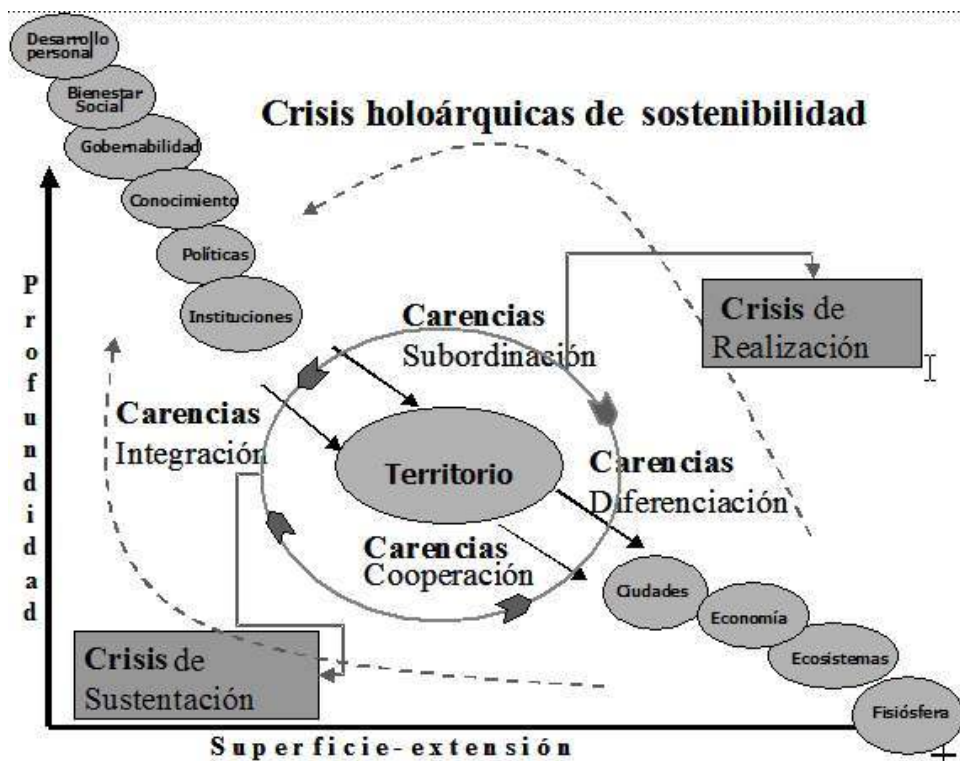 Desarrollo
personal
Bienestar
Social
Gobernabilidad
Conocimiento
Políticas
Instituciones
Crisis holoárquicas de sostenibilidad
Profundidad
Carencias
Subordinación
Crisis de
Realización
Carencias
Integración
Territorio
Carencias
Diferenciación
Carencias
Cooperación
Ciudades
Economía
Ecosistemas
Fisiósfera
Crisis de
Sustentación
Superficie-extensión